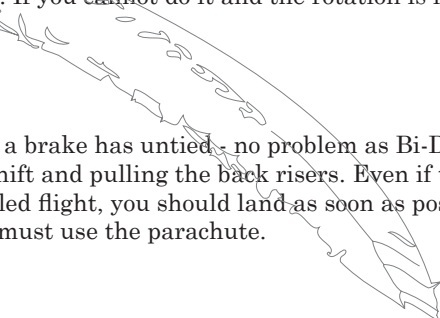 . If you cannot do it and the rotation is
a brake has untied - no problem as Bi-D
hift and pulling the back risers. Even if
led flight, you should land as soon as pos
must use the parachute.